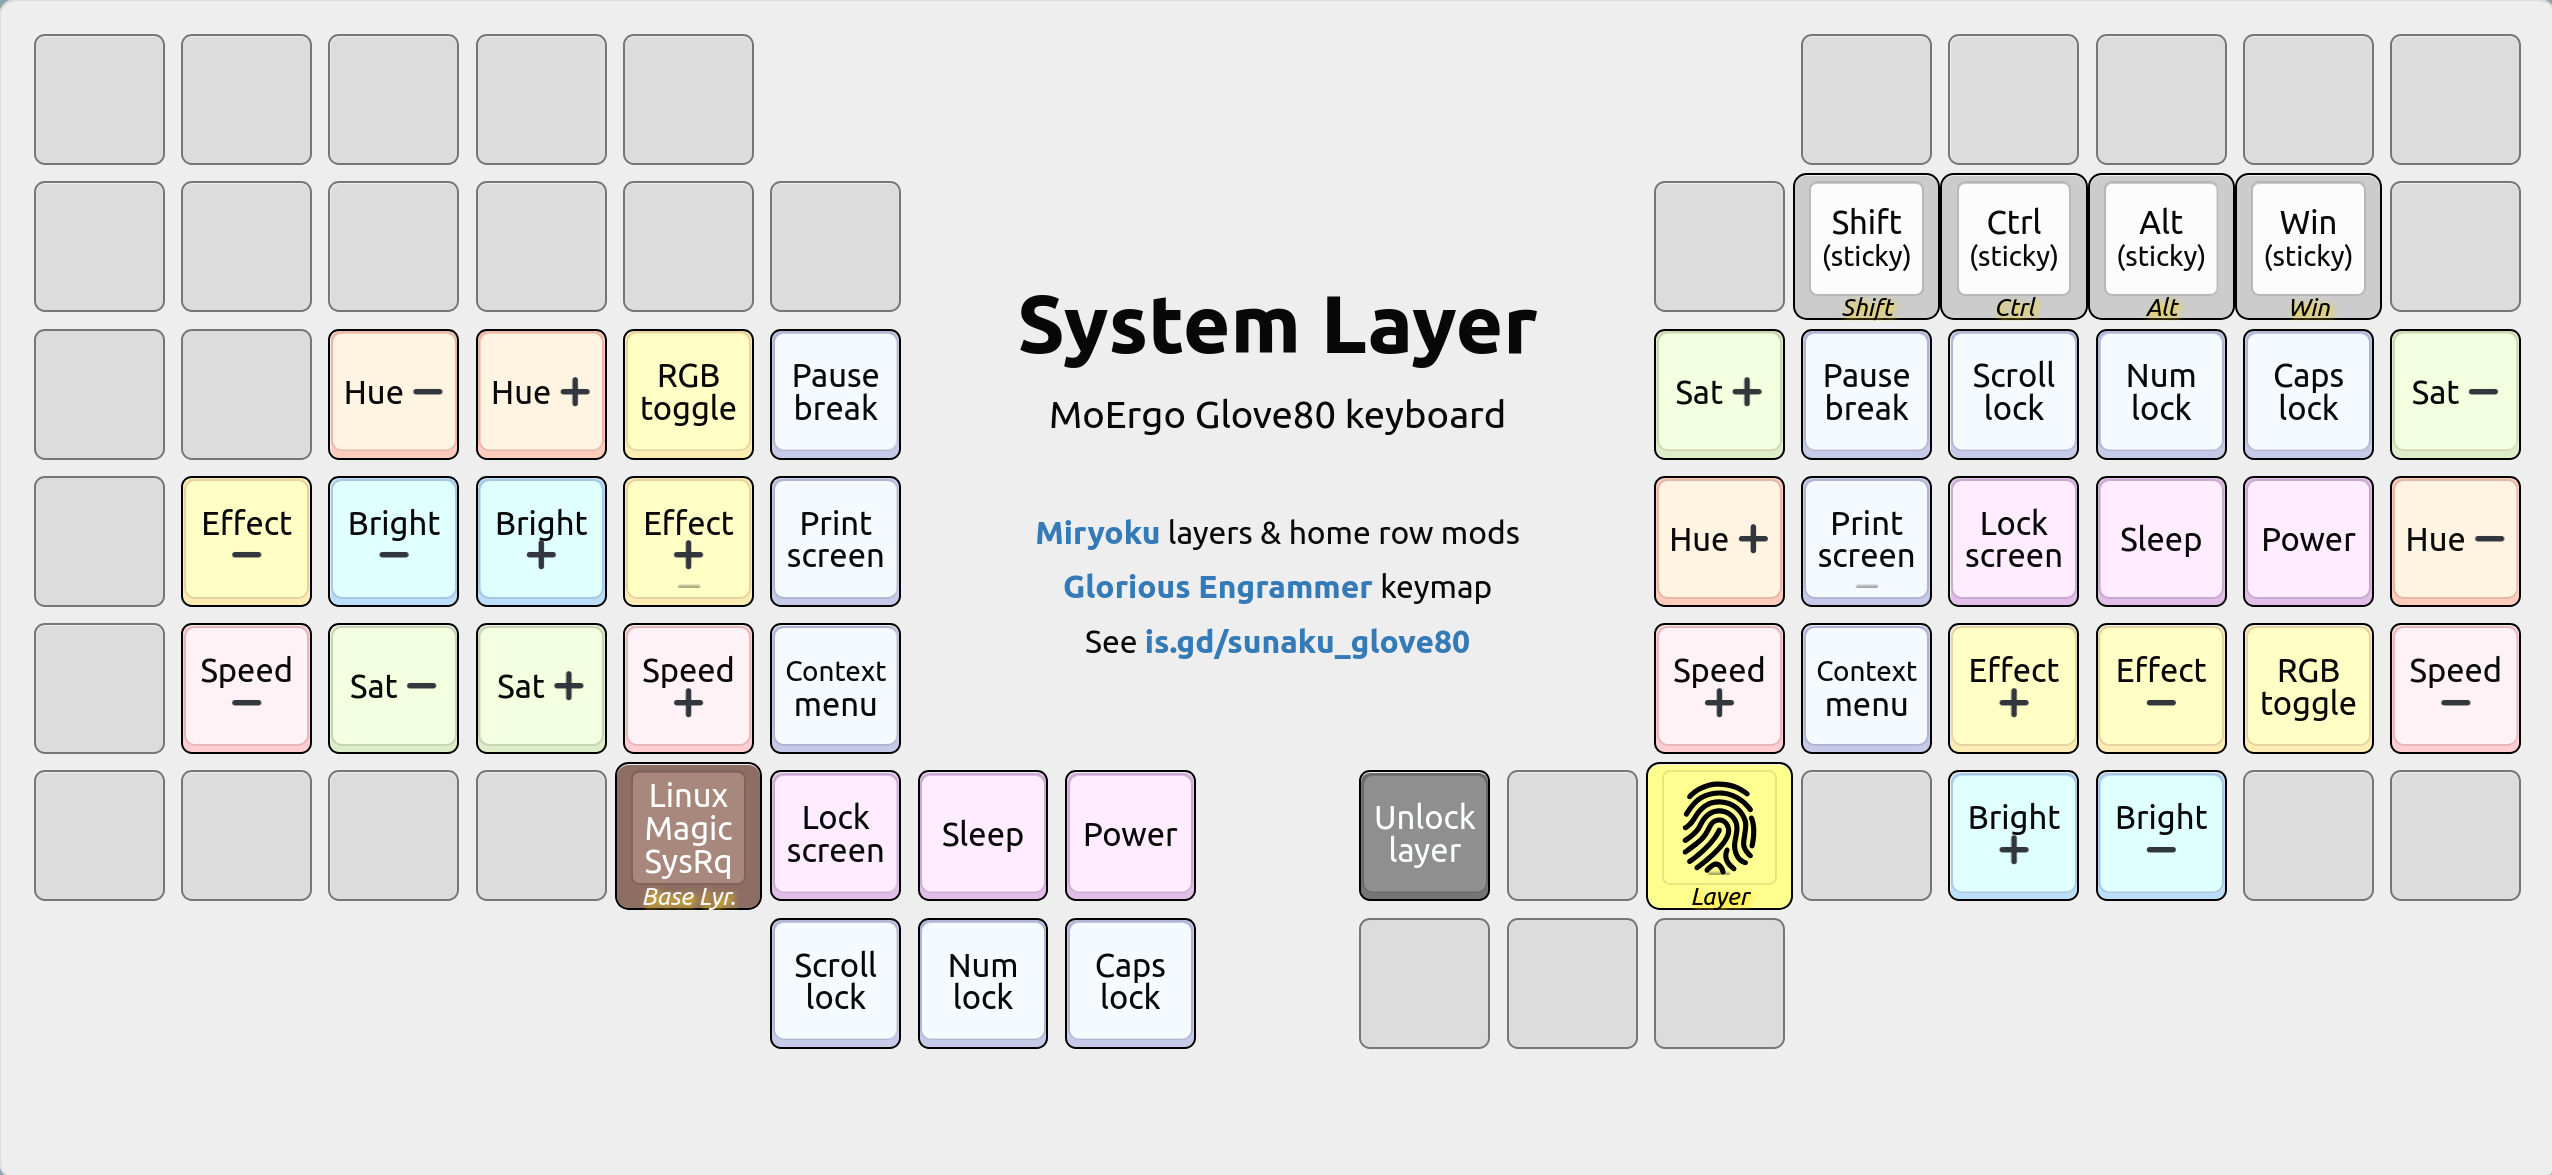 Shift
(sticky)
Shift
Ctrl
(sticky)
Ctrl
Alt
(sticky)
Alt
Win
(sticky)
Win
Hue −
Hue +
RGB
toggle
Pause
break
System Layer
MoErgo Glove80 keyboard
Sat +
Pause
break
Scroll
lock
Num
lock
Caps
lock
Sat −
Effect
−
Bright
−
Bright
+
Effect
+
_
Print
screen
Miryoku layers & home row mods
Glorious Engrammer keymap
See is.gd/sunaku_glove80
Hue +
Print
screen
_
Lock
screen
Sleep
Power
Hue −
Speed
−
Sat −
Sat +
Speed
+
Context
menu
Speed
+
Context
menu
Effect
+
Effect
−
RGB
toggle
Speed
−
Linux
Magic
SysRq
Base Lyr.
Lock
screen
Sleep
Power
Unlock
layer
Layer
Bright
+
Bright
−
Scroll
lock
Num
lock
Caps
lock